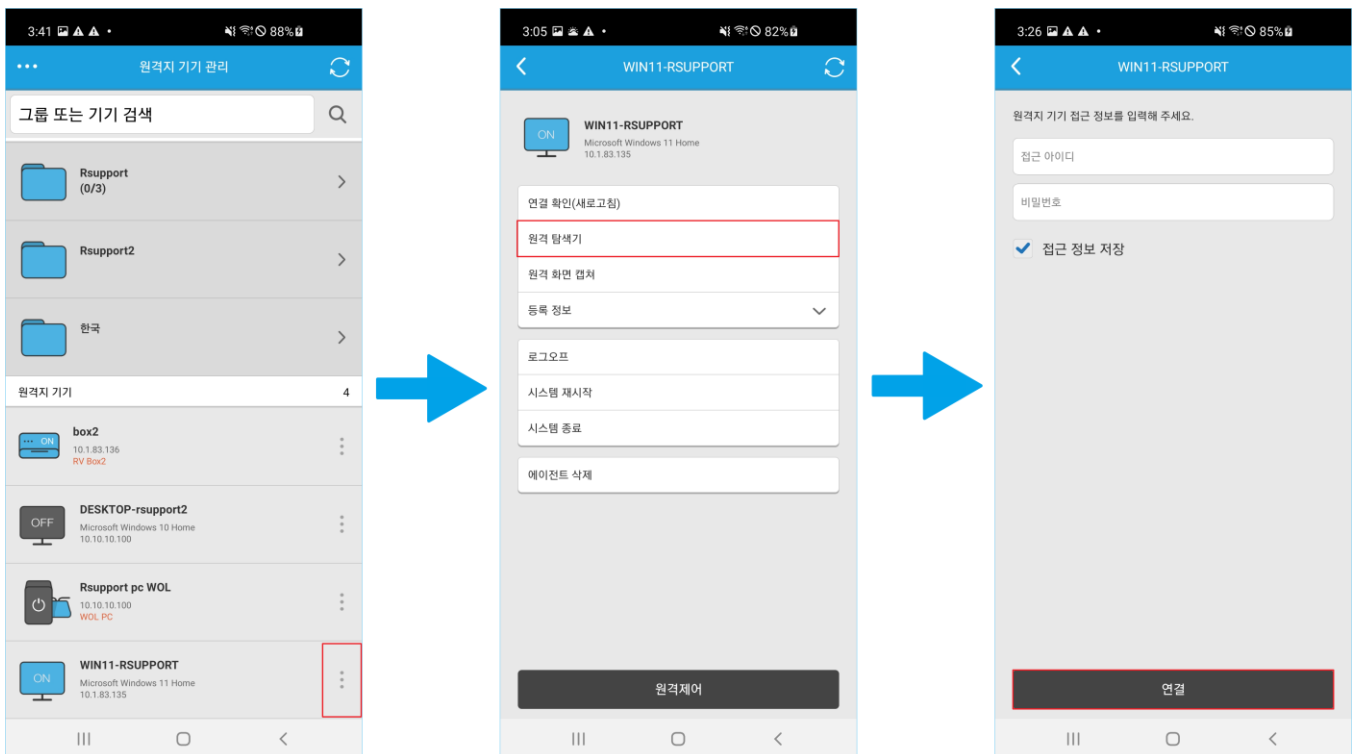 3:41
88%
원격지 기기 관리
그룹 또는 기기 검색
Rsupport
(0/3)
Rsupport2
한국
원격지 기기 4
ON
box2
10.1.83.136
RV Box2
OFF
DESKTOP-rsupport2
Microsoft Windows 10 Home
10.10.10.100
Rsupport pc WOL
10.10.10.100
WOL PC
ON
WIN11-RSUPPORT
Microsoft Windows 11 Home
10.1.83.135
3:05
82%
WIN11-RSUPPORT
ON
WIN11-RSUPPORT
Microsoft Windows 11 Home
10.1.83.135
연결 확인(새로고침)
원격 탐색기
원격 화면 캡쳐
등록 정보
로그오프
시스템 재시작
시스템 종료
에이전트 삭제
원격제어
3:26
85%
WIN11-RSUPPORT
원격지 기기 접근 정보를 입력해 주세요.
접근 아이디
비밀번호
접근 정보 저장
연결